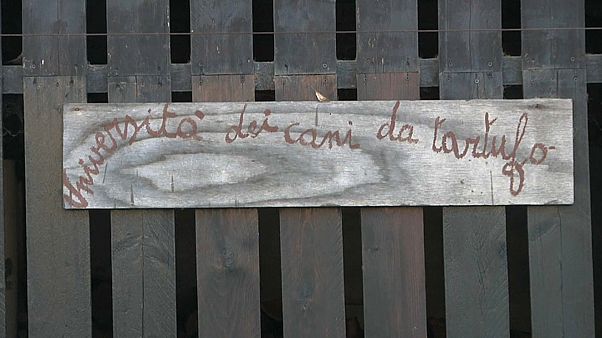 Università dei cani da tartufo